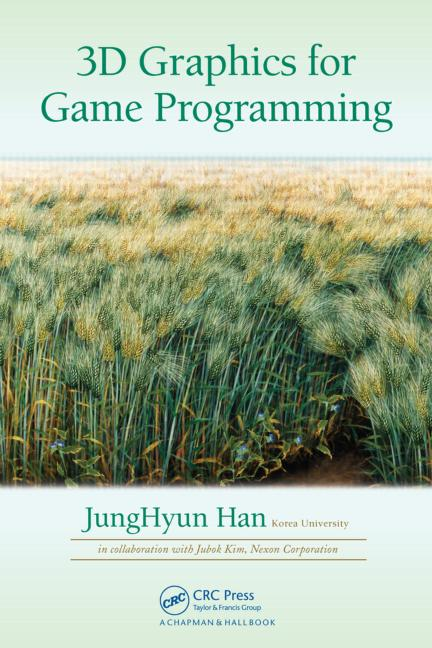 3D Graphics for
Game Programming
JungHyun Han Korea University
in collaboration with Jubok Kim, Nexon Corporation
CRC CRC Press
Taylor & Francis Group
A CHAPMAN & HALL BOOK